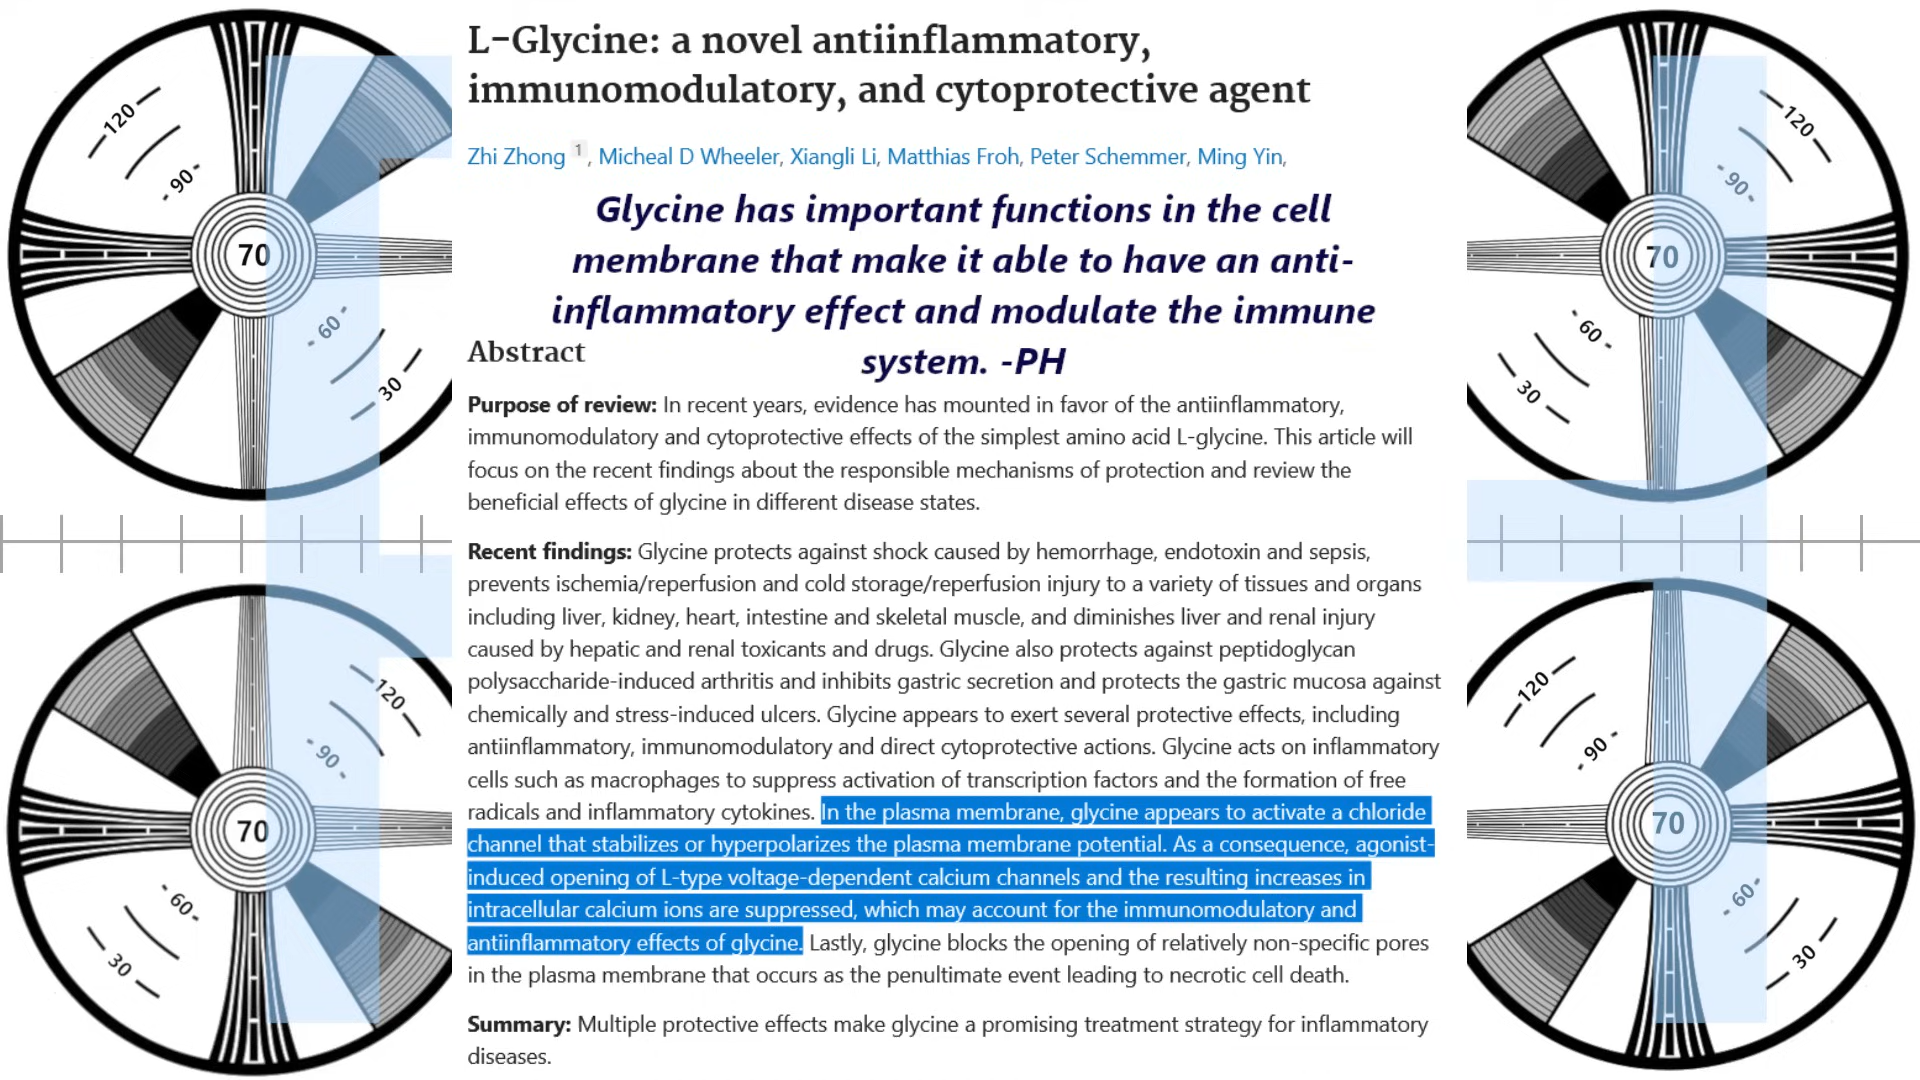 L-Glycine: a novel antiinflammatory,
immunomodulatory, and cytoprotective agent
Zhi Zhong 1, Micheal D Wheeler, Xiangli Li, Matthias Froh, Peter Schemmer, Ming Yin,
Glycine has important functions in the cell
membrane that make it able to have an anti-
inflammatory effect and modulate the immune
system. -PH
Abstract
Purpose of review: In recent years, evidence has mounted in favor of the antiinflammatory,
immunomodulatory and cytoprotective effects of the simplest amino acid L-glycine. This article will
focus on the recent findings about the responsible mechanisms of protection and review the
beneficial effects of glycine in different disease states.
Recent findings: Glycine protects against shock caused by hemorrhage, endotoxin and sepsis,
prevents ischemia/reperfusion and cold storage/reperfusion injury to a variety of tissues and organs
including liver, kidney, heart, intestine and skeletal muscle, and diminishes liver and renal injury
caused by hepatic and renal toxicants and drugs. Glycine also protects against peptidoglycan
polysaccharide-induced arthritis and inhibits gastric secretion and protects the gastric mucosa against
chemically and stress-induced ulcers. Glycine appears to exert several protective effects, including
antiinflammatory, immunomodulatory and direct cytoprotective actions. Glycine acts on inflammatory
cells such as macrophages to suppress activation of transcription factors and the formation of free
radicals and inflammatory cytokines. In the plasma membrane, glycine appears to activate a chloride
channel that stabilizes or hyperpolarizes the plasma membrane potential. As a consequence, agonist-
induced opening of L-type voltage-dependent calcium channels and the resulting increases in
intracellular calcium ions are suppressed, which may account for the immunomodulatory and
antiinflammatory effects of glycine. Lastly, glycine blocks the opening of relatively non-specific pores
in the plasma membrane that occurs as the penultimate event leading to necrotic cell death.
Summary: Multiple protective effects make glycine a promising treatment strategy for inflammatory
diseases.
120
- 90 -
70
- 60 -
30
120
- 90 -
70
- 60 -
30
120
- 90 -
70
- 60 -
30
120
- 90 -
70
- 60 -
30